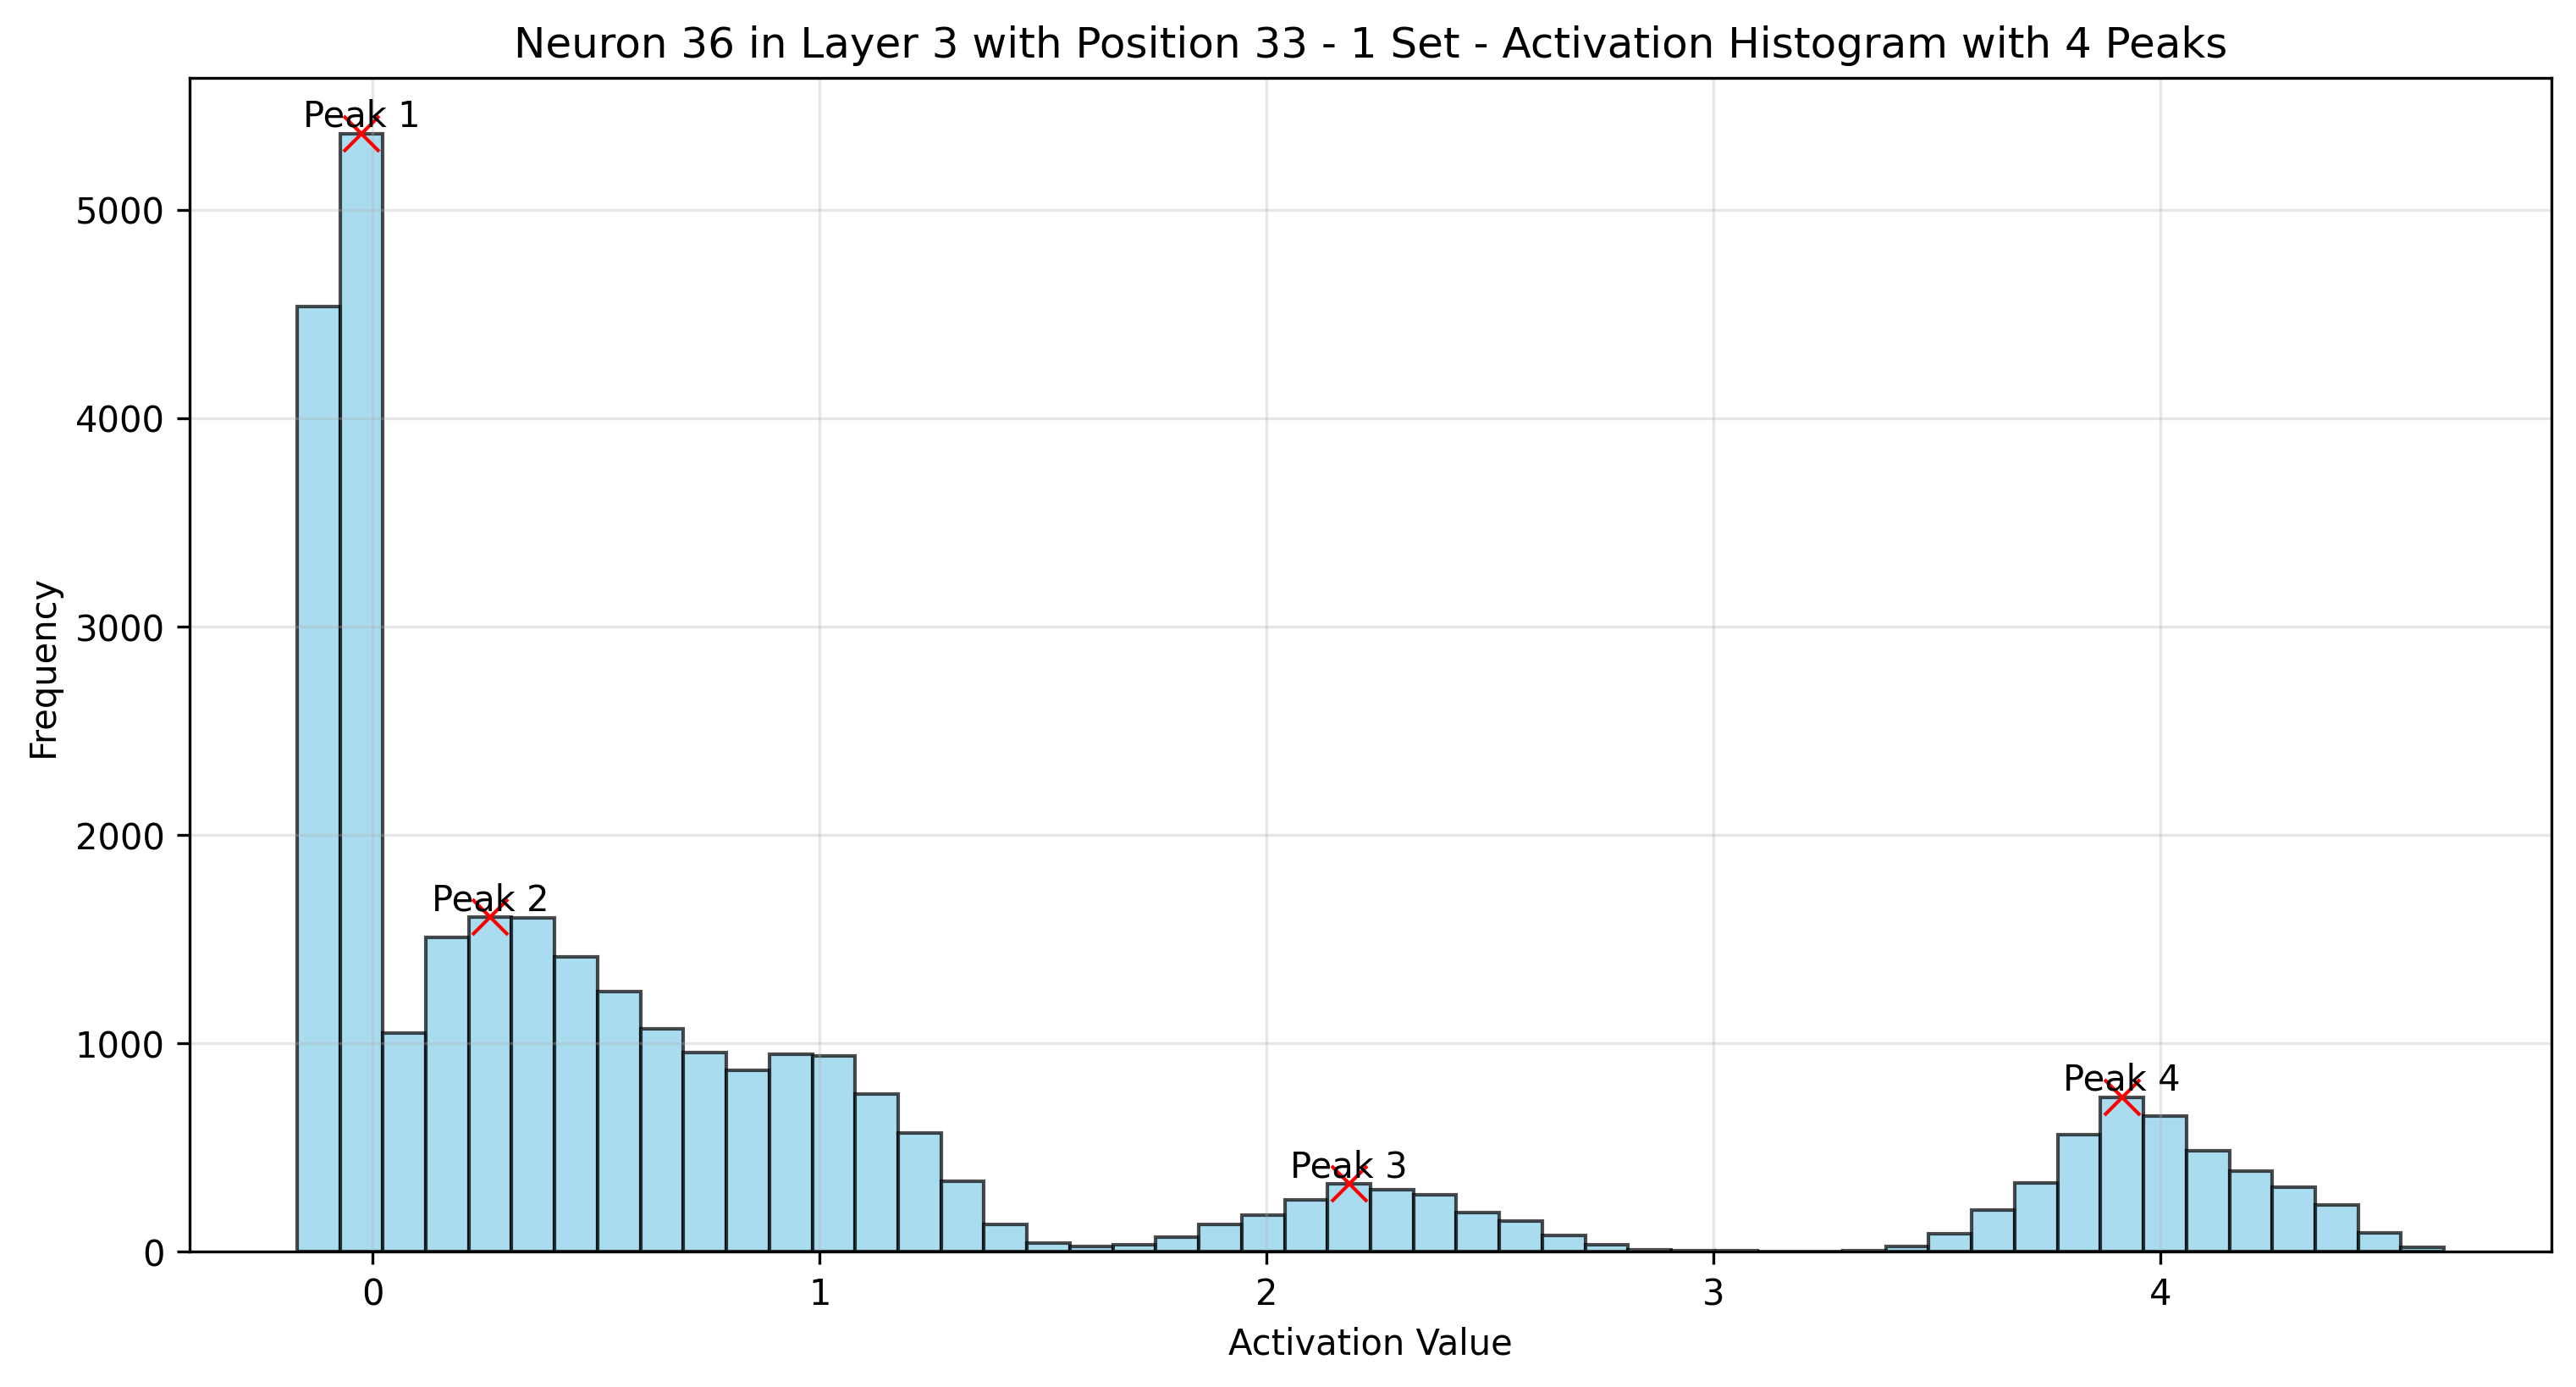 Neuron 36 in Layer 3 with Position 33 - 1 Set - Activation Histogram with 4 Peaks
Peak 1
Peak 2
Peak 3
Peak 4
Frequency
5000
4000
3000
2000
1000
0
0 1 2 3 4
Activation Value